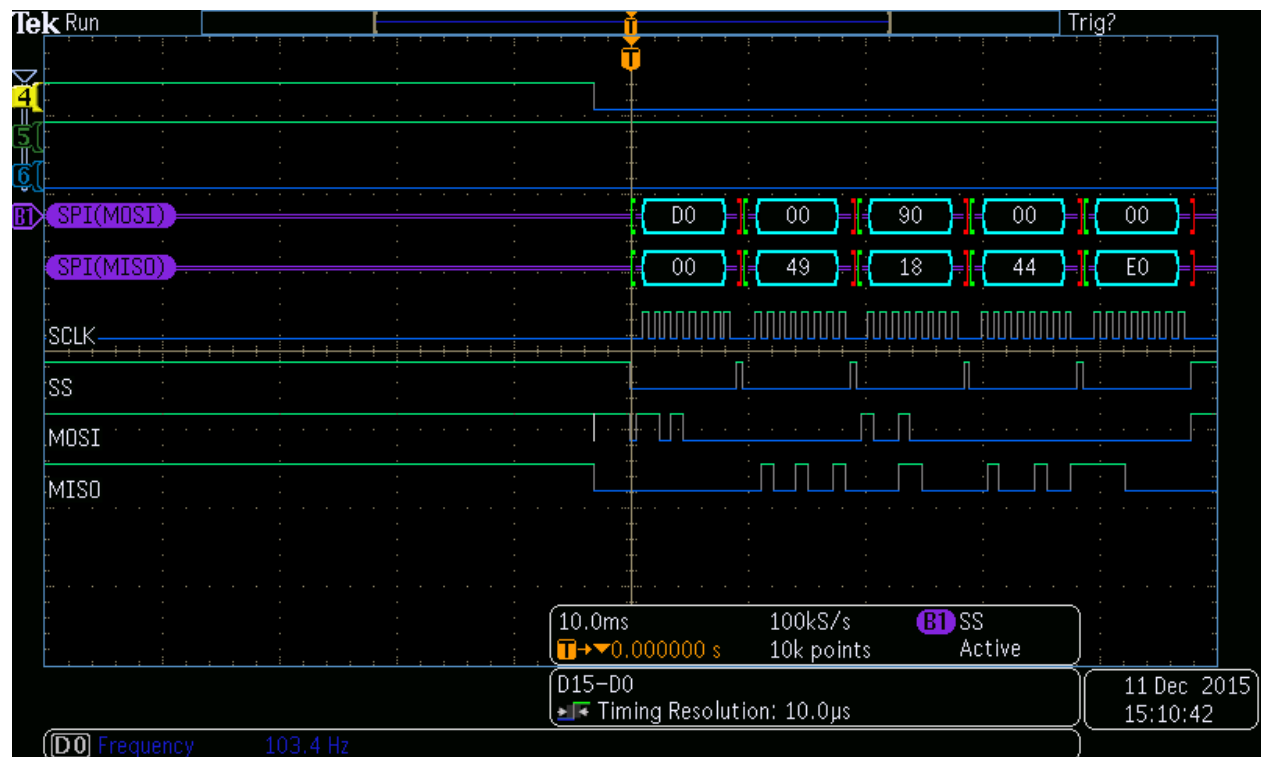 Tek Run T Trig?
T
4
5
6
B1 SPI(MOSI) D0 00 90 00 00
SPI(MISO) 00 49 18 44 E0
SCLK
SS
MOSI
MISO
10.0ms 100kS/s B1 SS
T→▼0.000000 s 10k points Active
D15-D0
Timing Resolution: 10.0µs
11 Dec 2015
15:10:42
D0 Frequency 103.4 Hz